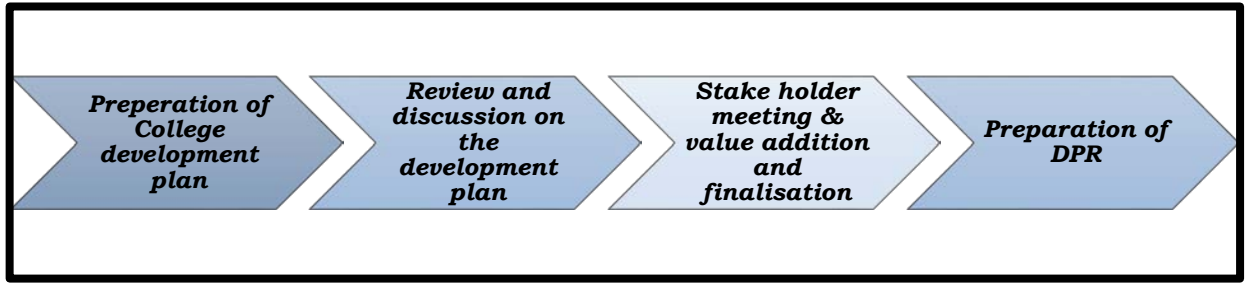 Preperation of
College
development
plan
Review and
discussion on
the
development
plan
Stake holder
meeting &
value addition
and
finalisation
Preparation of
DPR